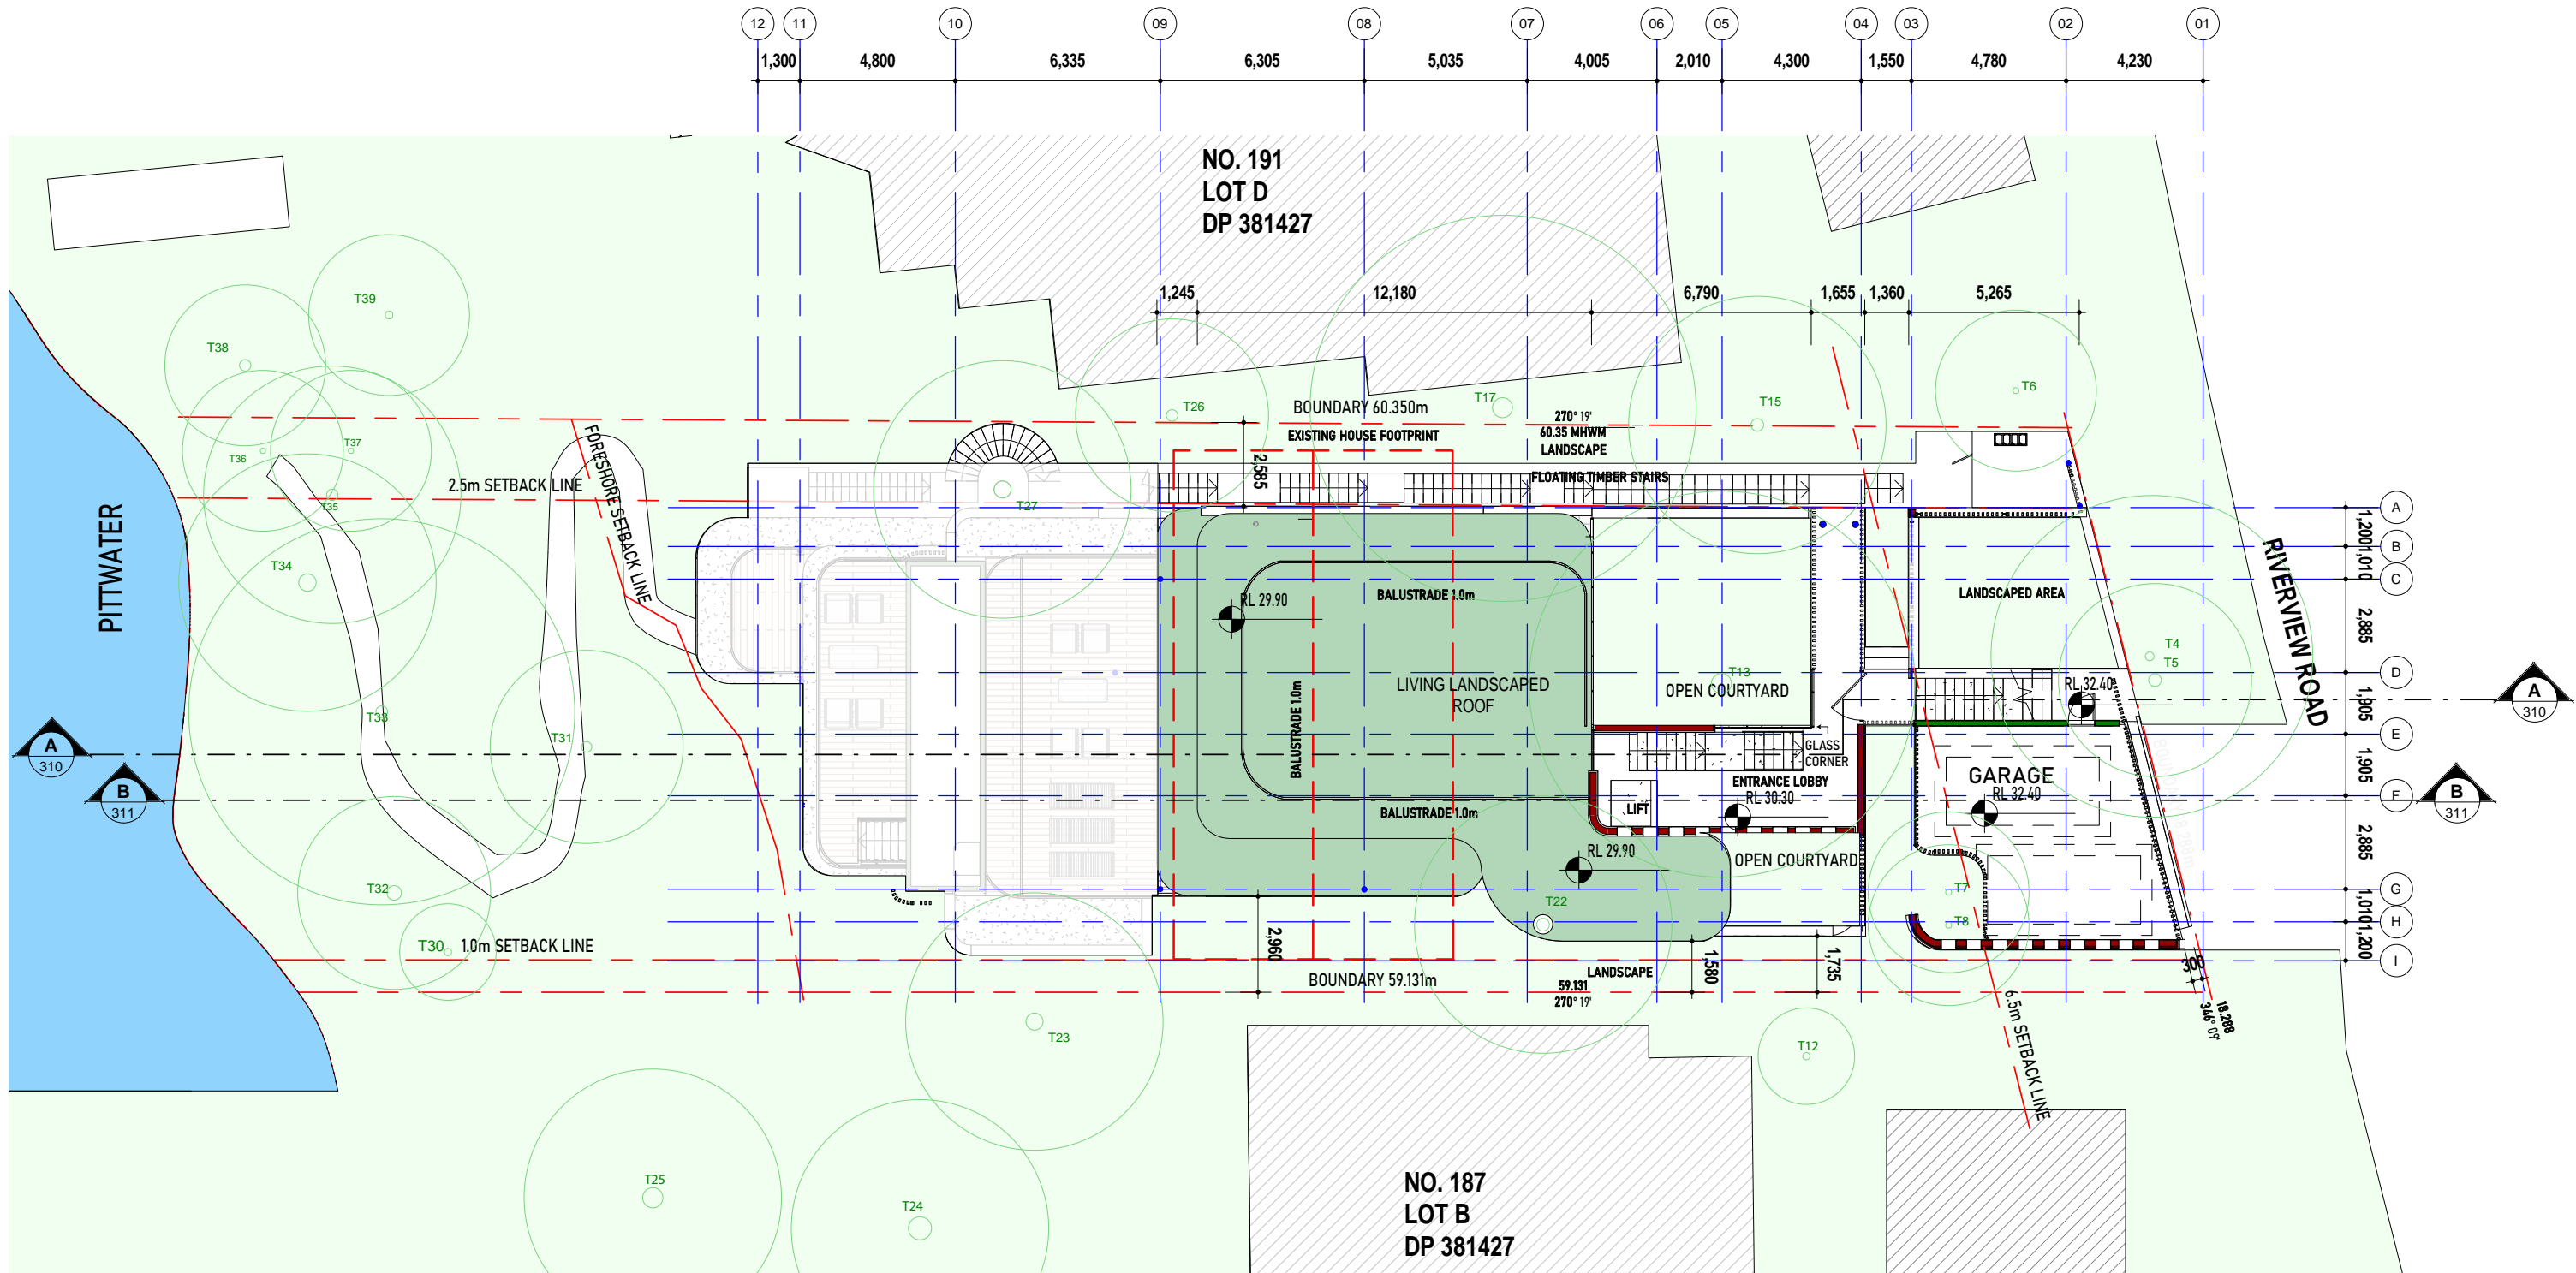 12 11 10 09 08 07 06 05 04 03 02 01
1,300 4,800 6,335 6,305 5,035 4,005 2,010 4,300 1,550 4,780 4,230
NO. 191
LOT D
DP 381427
1,245 12,180 6,790 1,655 1,360 5,265
T39
T38
T37
T36
T35
T34
T33
T32
T31
T30
T27
T26
T25
T24
T23
T22
T17
T15
T13
T12
T8
T7
T6
T5
T4
BOUNDARY 60.350m
270° 19'
60.35 MHWM
LANDSCAPE
EXISTING HOUSE FOOTPRINT
FLOATING TIMBER STAIRS
2,585
2.5m SETBACK LINE
FORESHORE SETBACK LINE
PITTWATER
RL 29.90
BALUSTRADE 1.0m
BALUSTRADE 1.0m
BALUSTRADE 1.0m
LIVING LANDSCAPED
ROOF
OPEN COURTYARD
LANDSCAPED AREA
RIVERVIEW ROAD
RL 32.40
GLASS
CORNER
ENTRANCE LOBBY
LIFT
RL 30.30
GARAGE
RL 32.40
RL 29.90
OPEN COURTYARD
A
310
B
311
A
310
B
311
A
B
C
D
E
F
G
H
I
1,200
1,010
2,885
1,905
1,905
2,885
1,010
1,200
1.0m SETBACK LINE
2,960
BOUNDARY 59.131m
LANDSCAPE
59.131
270° 19'
1,580
1,735
300
18.288
346° 09'
6.5m SETBACK LINE
NO. 187
LOT B
DP 381427